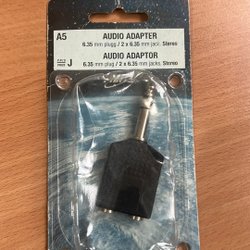 A5
AUDIO ADAPTER
6.35 mm plugg / 2 x 6.35 mm jack. Stereo
J
AUDIO ADAPTOR
6.35 mm plug / 2 x 6.35 mm jacks. Stereo